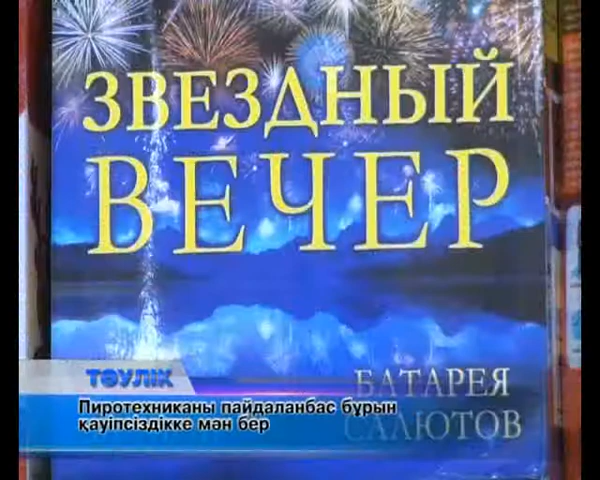 ЗВЕЗДНЫЙ
ВЕЧЕР
БАТАРЕЯ
САЛЮТОВ
ТӘУЛІК
Пиротехниканы пайдаланбас бұрын
қауіпсіздікке мән бер